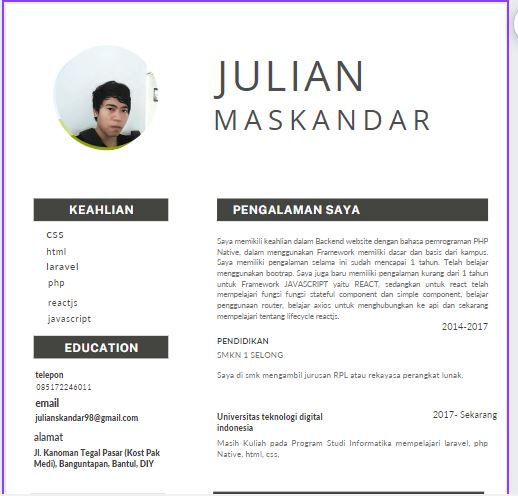 JULIAN
MASKANDAR
KEAHLIAN
css
html
laravel
php
reactjs
javascript
EDUCATION
telepon
085172246011
email
julianskandar98@gmail.com
alamat
Jl. Kanoman Tegal Pasar (Kost Pak
Medi), Banguntapan, Bantul, DIY
PENGALAMAN SAYA
Saya memikili keahlian dalam Backend website dengan bahasa pemrograman PHP
Native, dalam menggunakan Framework memiliki dasar dan basis dari kampus.
Saya memiliki pengalaman selama ini sudah mencapai 1 tahun. Telah belajar
menggunakan bootrap. Saya juga baru memiliki pengalaman kurang dari 1 tahun
untuk Framework JAVASCRIPT yaitu REACT, sedangkan untuk react telah
mempelajari fungsi fungsi stateful component dan simple component, belajar
penggunaan router, belajar axios untuk menghubungkan ke api dan sekarang
mempelajari tentang lifecycle reactjs.
2014-2017
PENDIDIKAN
SMKN 1 SELONG
Saya di smk mengambil jurusan RPL atau rekayasa perangkat lunak.
Universitas teknologi digital
indonesia
2017- Sekarang
Masih Kuliah pada Program Studi Informatika mempelajari laravel, php
Native, html, css,